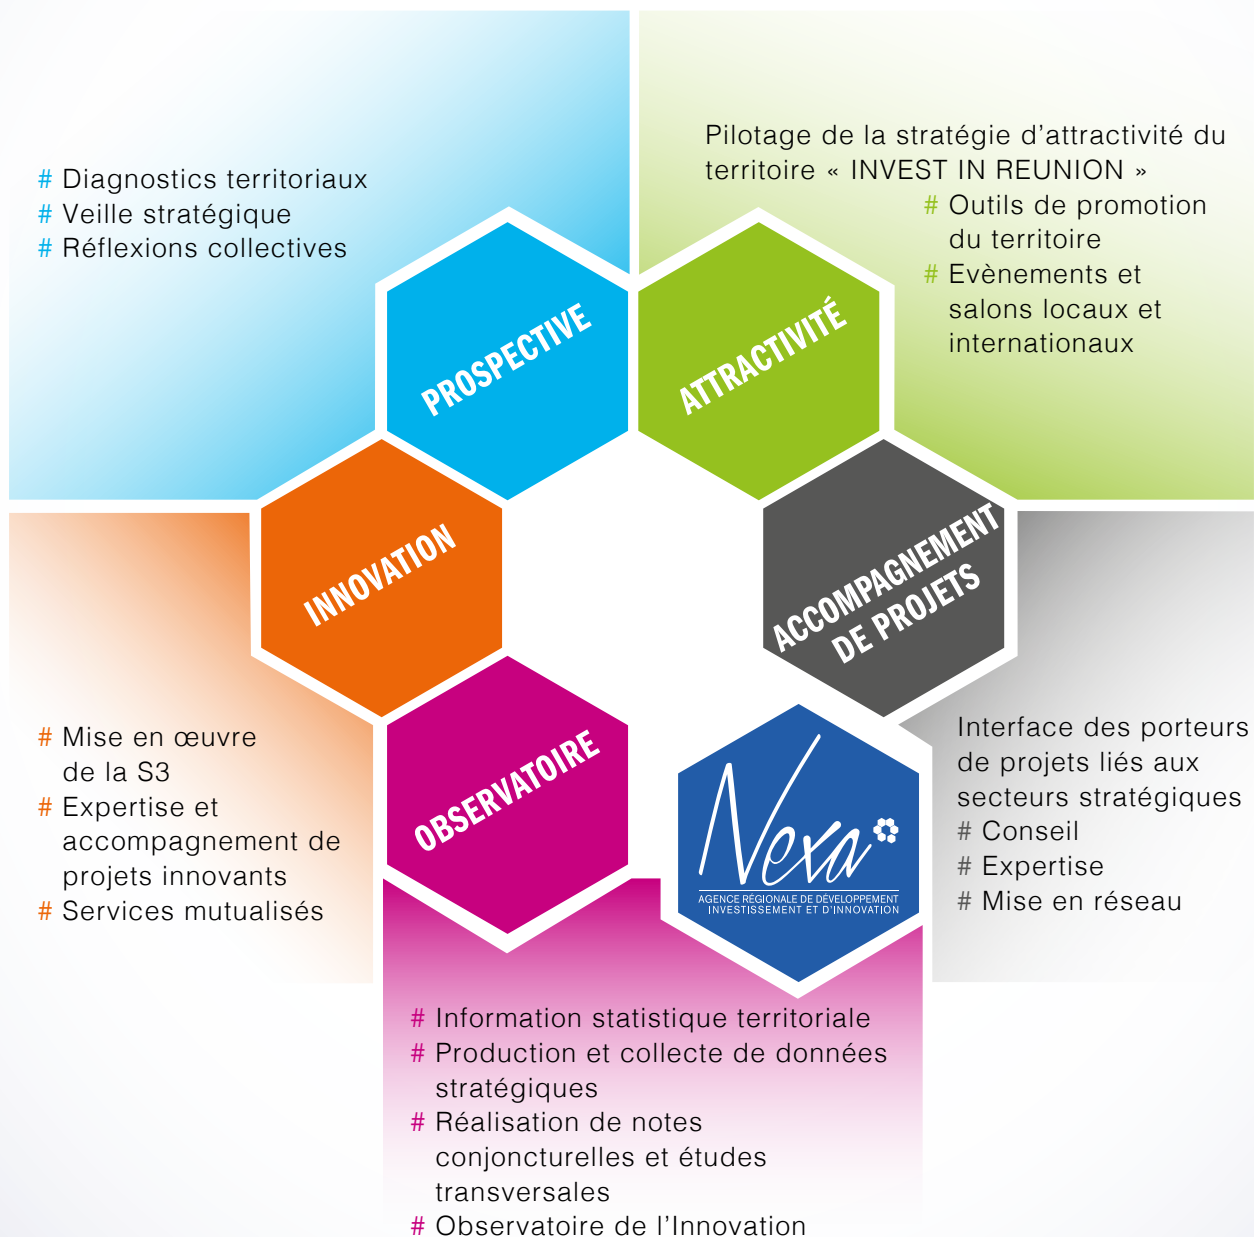 # Diagnostics territoriaux
# Veille stratégique
# Réflexions collectives
Pilotage de la stratégie d'attractivité du
territoire « INVEST IN REUNION »
# Outils de promotion
du territoire
# Evènements et
salons locaux et
internationaux
PROSPECTIVE
ATTRACTIVITÉ
INNOVATION
ACCOMPAGNEMENT
DE PROJETS
OBSERVATOIRE
Nexa
AGENCE RÉGIONALE DE DÉVELOPPEMENT
INVESTISSEMENT ET D'INNOVATION
# Mise en œuvre
de la S3
# Expertise et
accompagnement de
projets innovants
# Services mutualisés
Interface des porteurs
de projets liés aux
secteurs stratégiques
# Conseil
# Expertise
# Mise en réseau
# Information statistique territoriale
# Production et collecte de données
stratégiques
# Réalisation de notes
conjoncturelles et études
transversales
# Observatoire de l'Innovation